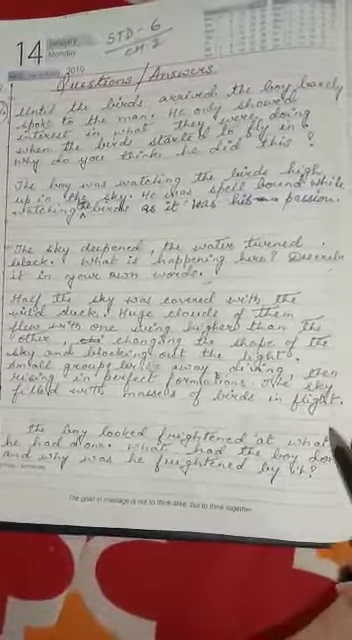 14 January
Monday
2019
STD - 6
CH-2
Questions/Answers
Until the birds arrived the boy barely
spoke to the man. He only showed
interest in what they were doing
when the birds started to fly in.
Why do you think he did this?
The boy was watching the birds high
up in the sky. He was spell bound while
watching the birds as it was his passion.
The sky deepened, the water turned
black. What is happening here? Describe
it in your own words.
Half the sky was covered with the
wild ducks. Huge clouds of them
flew with one wing higher than the
other, changing the shape of the
sky and blocking out the light.
Small groups broke away diving, then
rising in perfect formations. The sky
filled with masses of birds in flight.
The boy looked frightened at what
he had done. What had the boy done
and why was he frightened by it?
The goal in marriage is not to think alike, but to think together.